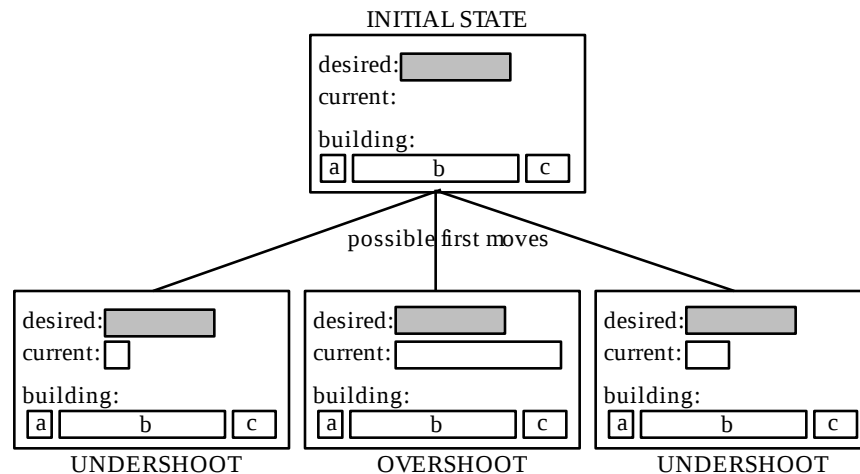 INITIAL STATE
desired:
current:
building:
a b c
possible first moves
desired:
current:
building:
a b c
UNDERSHOOT
desired:
current:
building:
a b c
OVERSHOOT
desired:
current:
building:
a b c
UNDERSHOOT